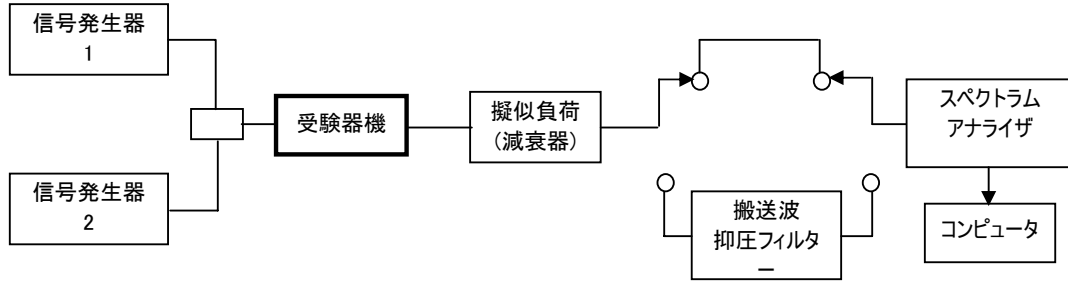 信号発生器
1
信号発生器
2
受験器機
擬似負荷
(減衰器)
スペクトラム
アナライザ
搬送波
抑圧フィルタ
ー
コンピュータ